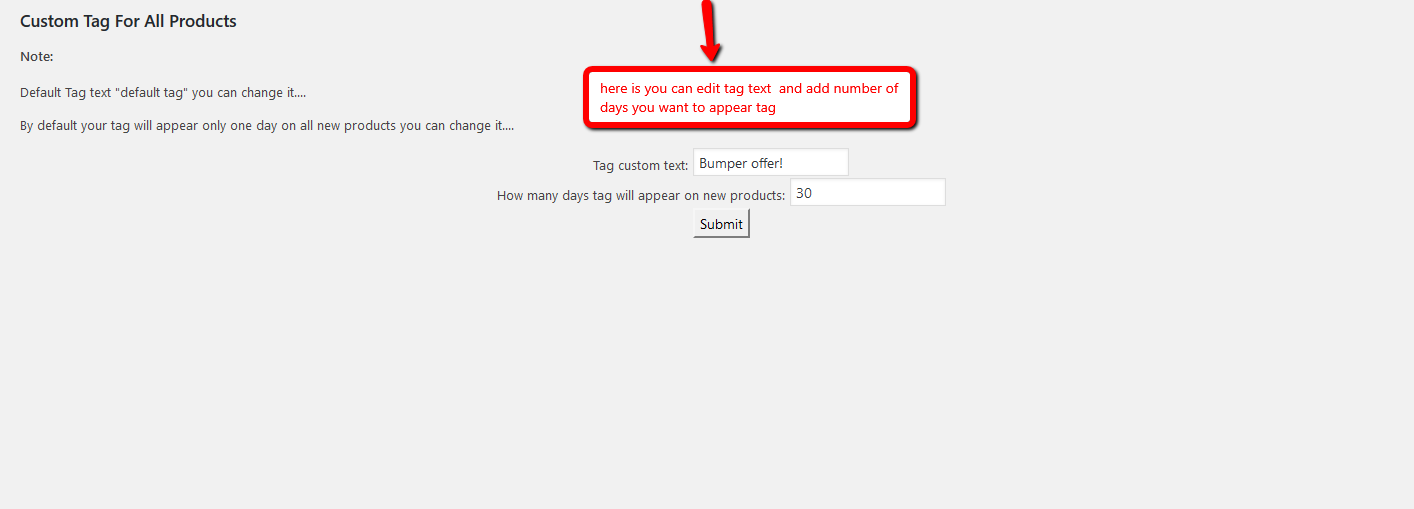 Custom Tag For All Products
Note:
Default Tag text "default tag" you can change it....
By default your tag will appear only one day on all new products you can change it....
here is you can edit tag text  and add number of
days you want to appear tag
Tag custom text: Bumper offer!
How many days tag will appear on new products: 30
Submit